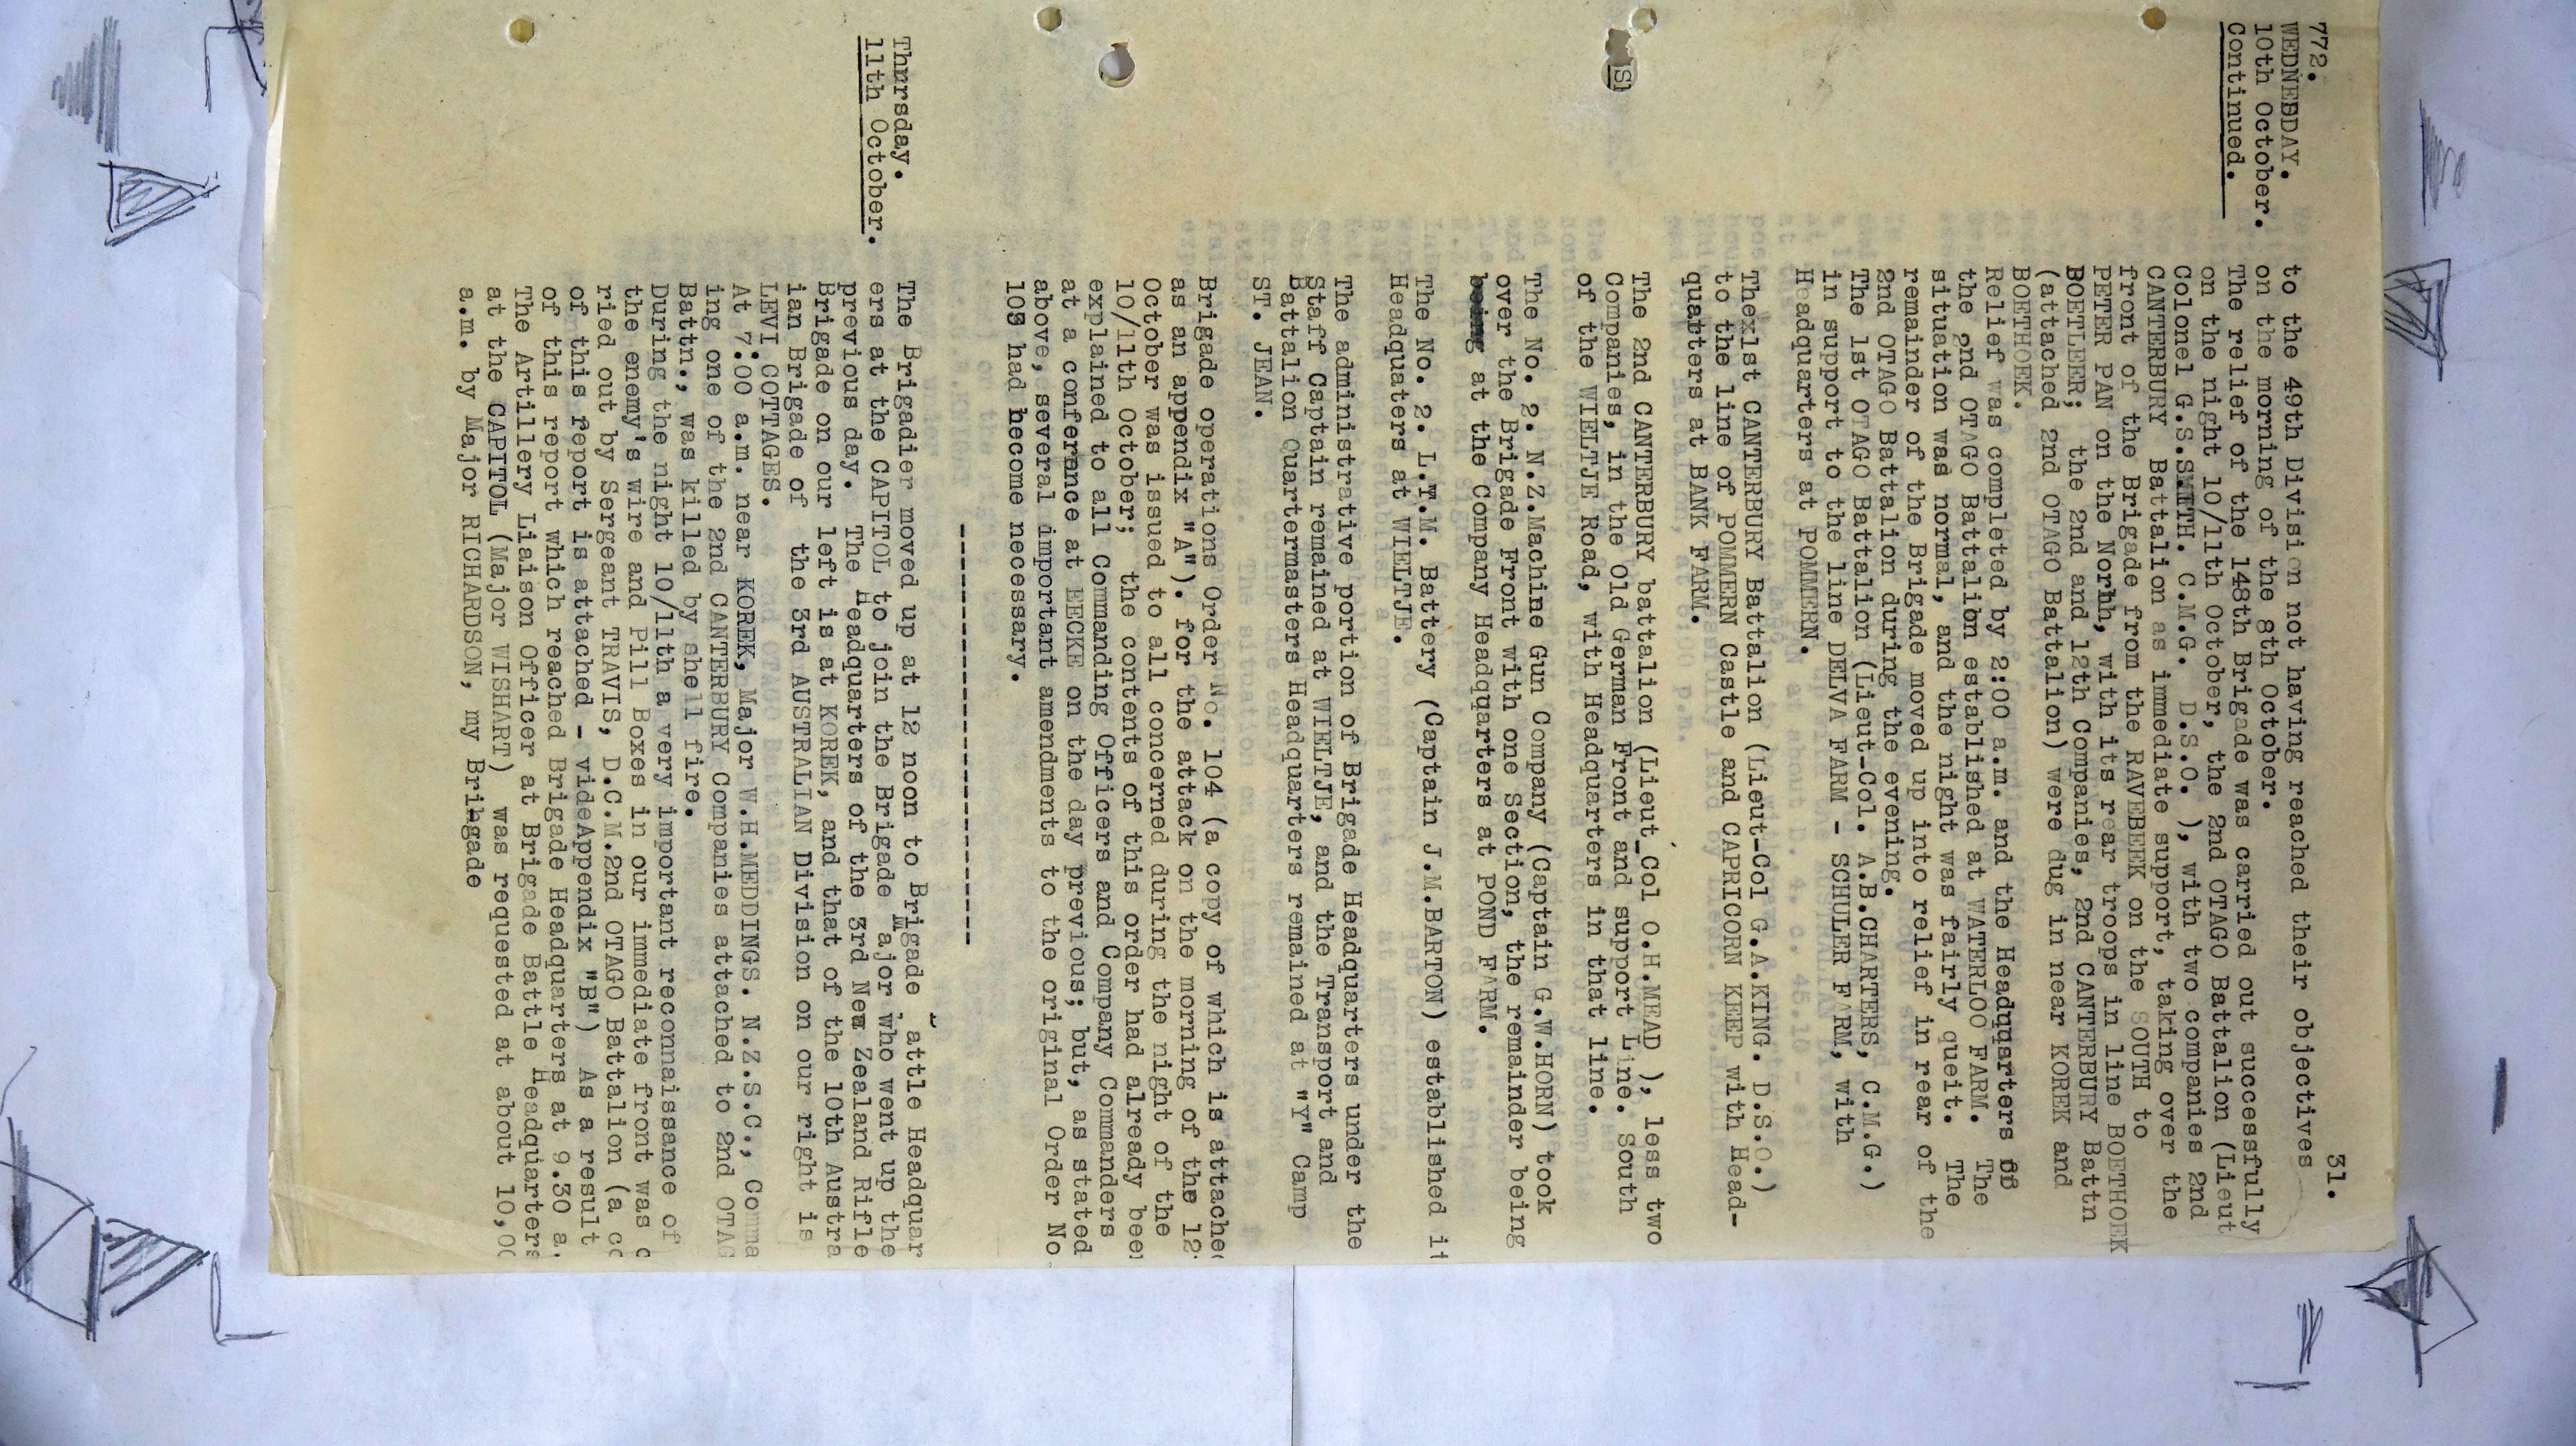 31.
772.
WEDNESDAY.
10th October.
Continued.
to the 49th Division not having reached their objectives
on the morning of the 8th October.
The relief of the 148th Brigade was carried out successfully
on the night 10/11th October, the 2nd OTAGO Battalion (Lieut
Colonel G.S.SMITH. C.M.G. D.S.O. ), with two companies 2nd
CANTERBURY Battalion as immediate support, taking over the
front of the Brigade from the RAVEBEEK on the SOUTH to
PETER PAN on the Norhh, with its rear troops in line BOETHOEK
BOETLEER; the 2nd and 12th Companies, 2nd CANTERBURY Battn
(attached 2nd OTAGO Battalion) were dug in near KOREK and
BOETHOEK.
Relief was completed by 2:00 a.m. and the Headquarters of
the 2nd OTAGO Battalion established at WATERLOO FARM. The
situation was normal, and the night was fairly queit. The
remainder of the Brigade moved up into relief in rear of the
2nd OTAGO Battalion during the evening.
The 1st OTAGO Battalion (Lieut-Col. A.B.CHARTERS, C.M.G.)
in support to the line DELVA FARM - SCHULER FARM, with
Headquarters at POMMERN.
Thex1st CANTERBURY Battalion (Lieut-Col G.A.KING. D.S.O.)
to the line of POMMERN Castle and CAPRICORN KEEP with Head-
quarters at BANK FARM.
The 2nd CANTERBURY battalion (Lieut_Col O.H.MEAD ), less two
Companies, in the old German Front and support Line. South
of the WIELTJE Road, with Headquarters in that line.
(S)
The No. 2. N.Z.Machine Gun Company (Captain G.W.HORN) took
over the Brigade Front with one Section, the remainder being
being at the Company Headquarters at POND FARM.
The No. 2. L.T.M. Battery (Captain J.M.BARTON) established it
Headquaters at WIELTJE.
The administrative portion of Brigade Headquarters under the
Staff Captain remained at WIELTJE, and the Transport and
Battalion Quartermasters Headquarters remained at "Y" Camp
ST. JEAN.
Brigade operations Order No. 104 (a copy of which is attache
as an appendix "A"). for the attack on the morning of the 12
October was issued to all concerned during the night of the
10/11th October; the contents of this order had already bee
explained to all Commanding Officers and Company Commanders
at a conference at EECKE on the day previous; but, as stated
above, several important amendments to the original Order No
103 had become necessary.
------------------------------
Thursday.
11th October.
The Brigadier moved up at 12 noon to Brigade attle Headquar
ers at the CAPITOL to join the Brigade Major who went up the
previous day. The Headquarters of the 3rd New Zealand Rifle
Brigade on our left is at KOREK, and that of the 10th Austra
ian Brigade of the 3rd AUSTRALIAN Division on our right is
LEVI COTTAGES.
At 7:00 a.m. near KOREK, Major W.H.MEDDINGS. N.Z.S.C., Comma
ing one of the 2nd CANTERBURY Companies attached to 2nd OTAG
Battn., was killed by shell fire.
During the night 10/11th a very important reconnaissance of
the enemy's wire and Pill Boxes in our immediate front was c
ried out by Sergeant TRAVIS, D.C.M.2nd OTAGO Battalion (a co
of this report is attached - videAppendix "B") As a result
of this report which reached Brigade Headquarters at 9.30 a.
The Artillery Liaison Officer at Brigade Battle Headquarters
at the CAPITOL (Major WISHART) was requested at about 10,00
a.m. by Major RICHARDSON, my Brihgade